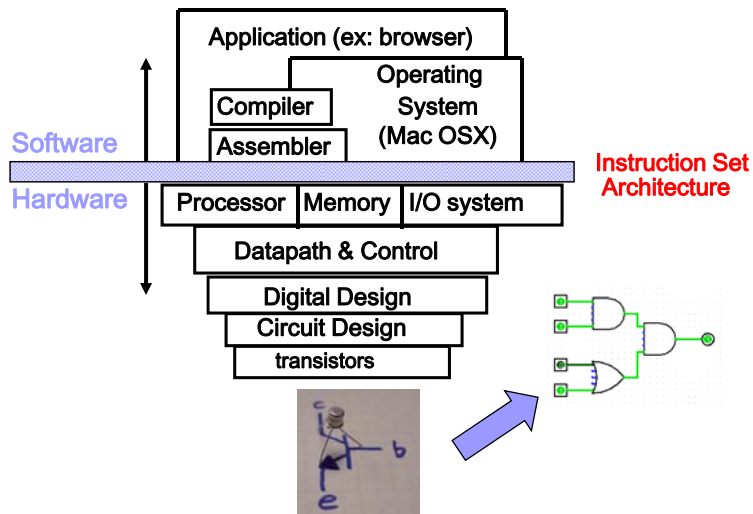 Application (ex: browser)
Operating
System
(Mac OSX)
Compiler
Assembler
Software
Instruction Set
Architecture
Hardware
Processor
Memory
I/O system
Datapath & Control
Digital Design
Circuit Design
transistors
c
b
e